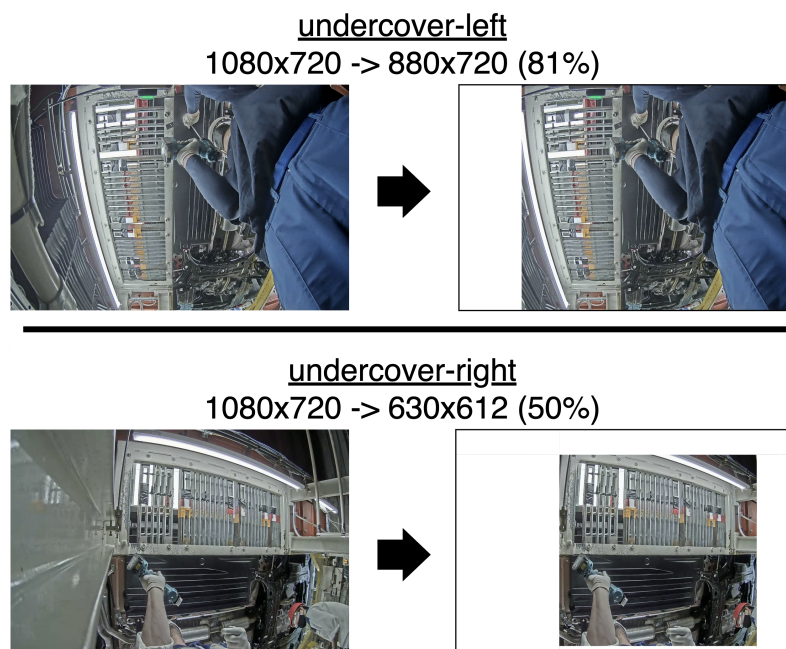 undercover-left
1080x720 -> 880x720 (81%)
undercover-right
1080x720 -> 630x612 (50%)